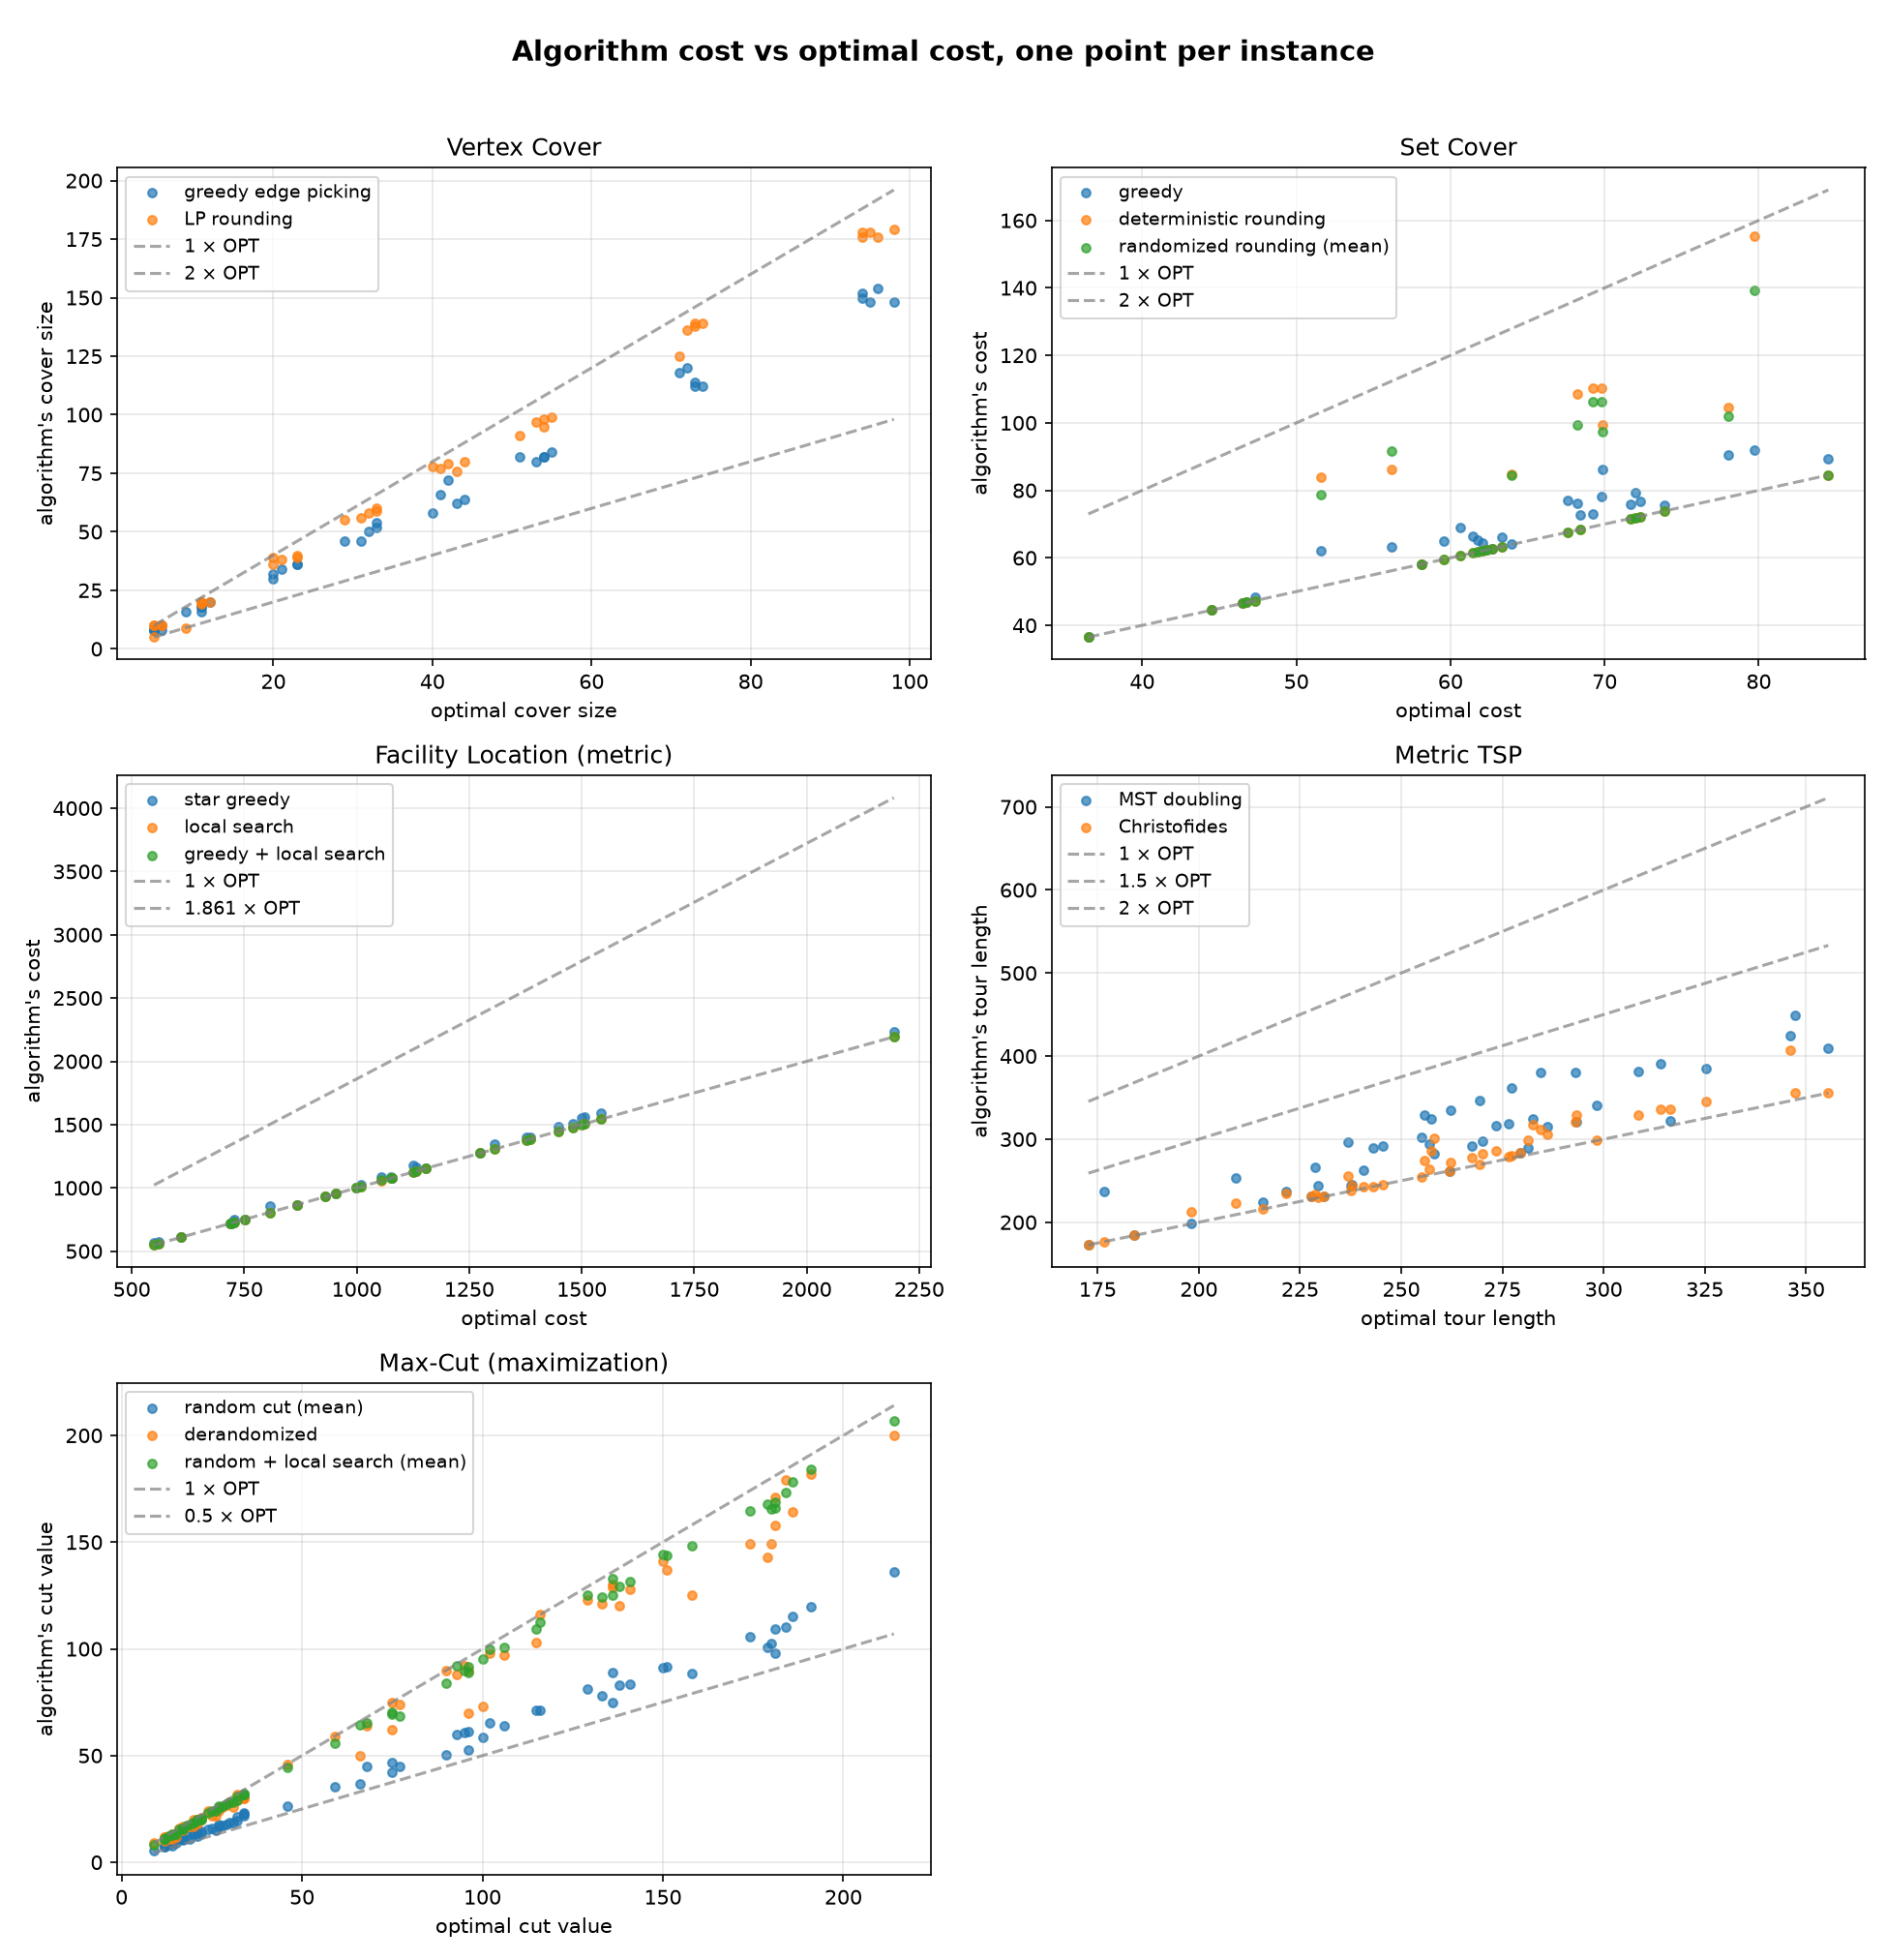 Algorithm cost vs optimal cost, one point per instance
Vertex Cover
greedy edge picking
LP rounding
1 × OPT
2 × OPT
200
175
150
125
100
75
50
25
0
algorithm's cover size
20
40
60
80
100
optimal cover size
Set Cover
greedy
deterministic rounding
randomized rounding (mean)
1 × OPT
2 × OPT
160
140
120
100
80
60
40
algorithm's cost
40
50
60
70
80
optimal cost
Facility Location (metric)
star greedy
local search
greedy + local search
1 × OPT
1.861 × OPT
4000
3500
3000
2500
2000
1500
1000
500
algorithm's cost
500
750
1000
1250
1500
1750
2000
2250
optimal cost
Metric TSP
MST doubling
Christofides
1 × OPT
1.5 × OPT
2 × OPT
700
600
500
400
300
200
algorithm's tour length
175
200
225
250
275
300
325
350
optimal tour length
Max-Cut (maximization)
random cut (mean)
derandomized
random + local search (mean)
1 × OPT
0.5 × OPT
200
150
100
50
0
algorithm's cut value
0
50
100
150
200
optimal cut value